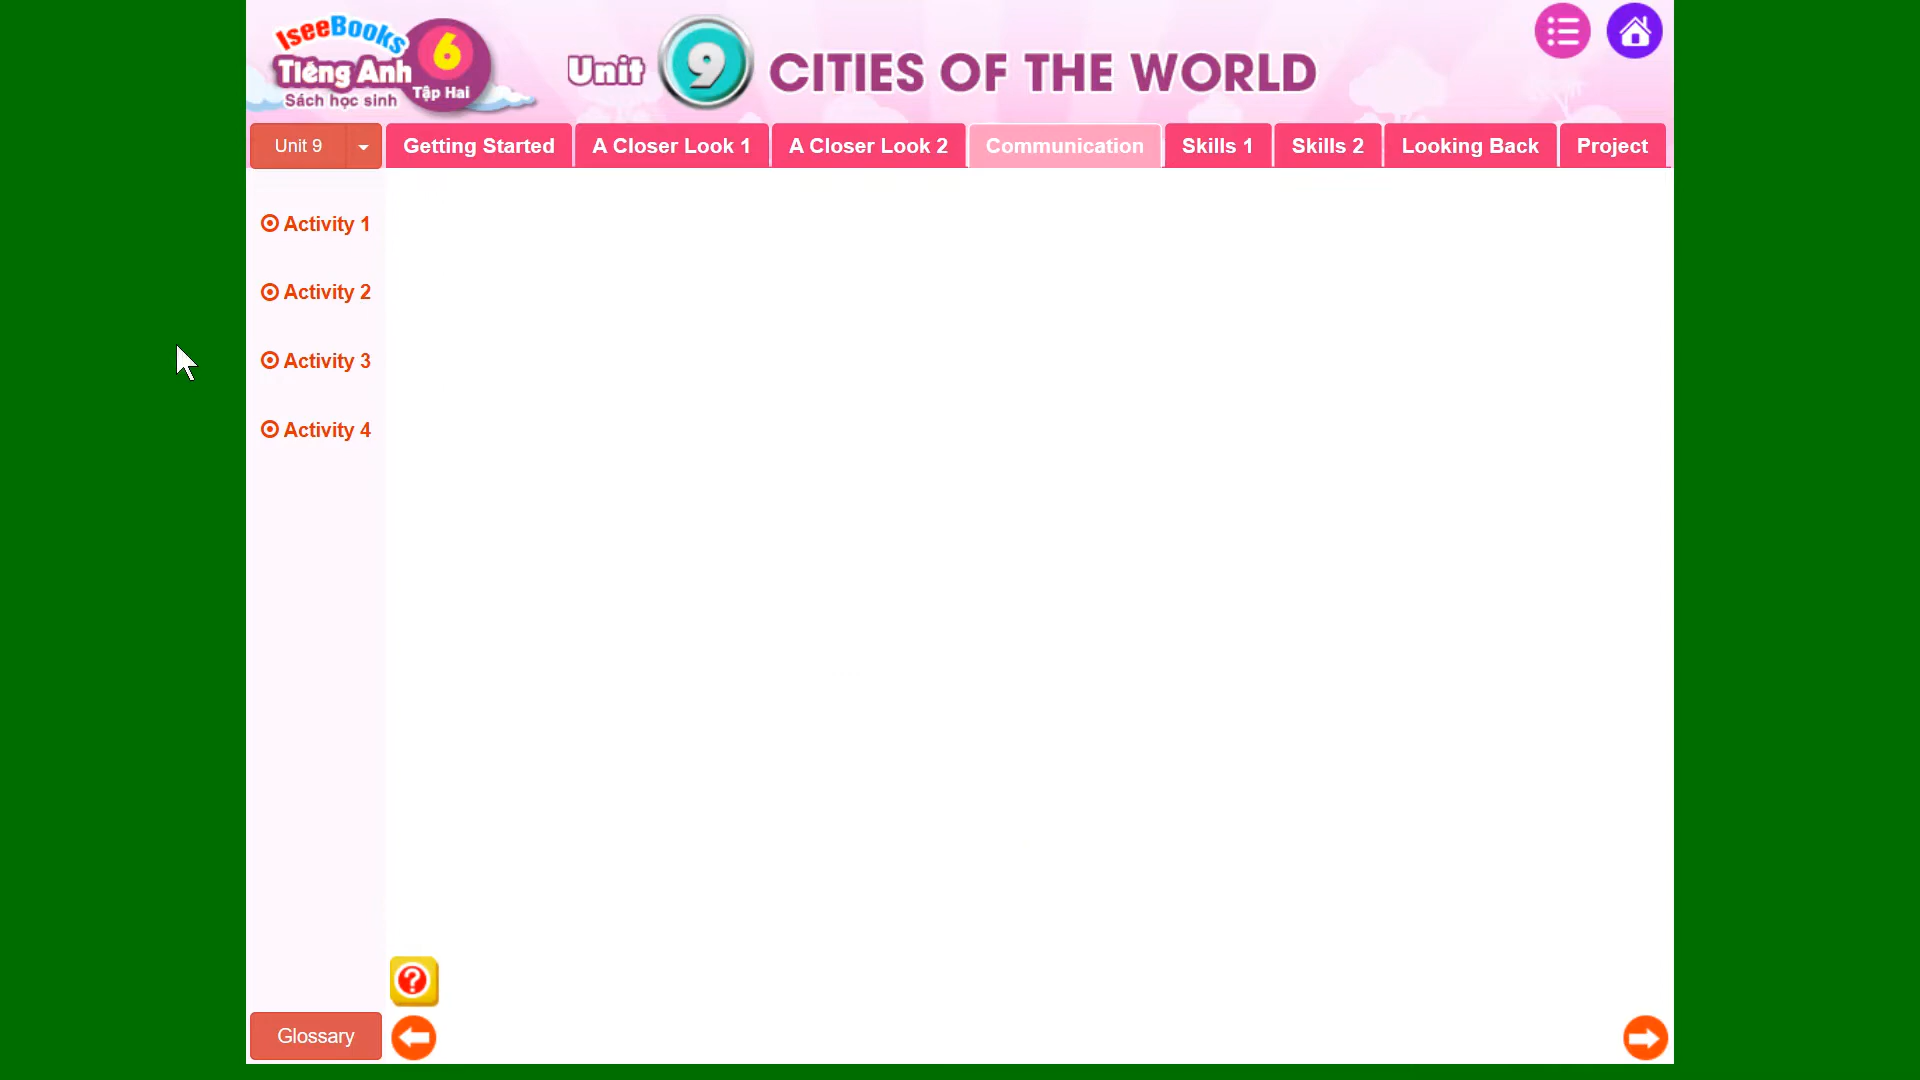 IseeBooks
Tiếng Anh 6
Sách học sinh Tập Hai
Unit 9 CITIES OF THE WORLD
Unit 9 Getting Started A Closer Look 1 A Closer Look 2 Communication Skills 1 Skills 2 Looking Back Project
Activity 1
Activity 2
Activity 3
Activity 4
?
Glossary